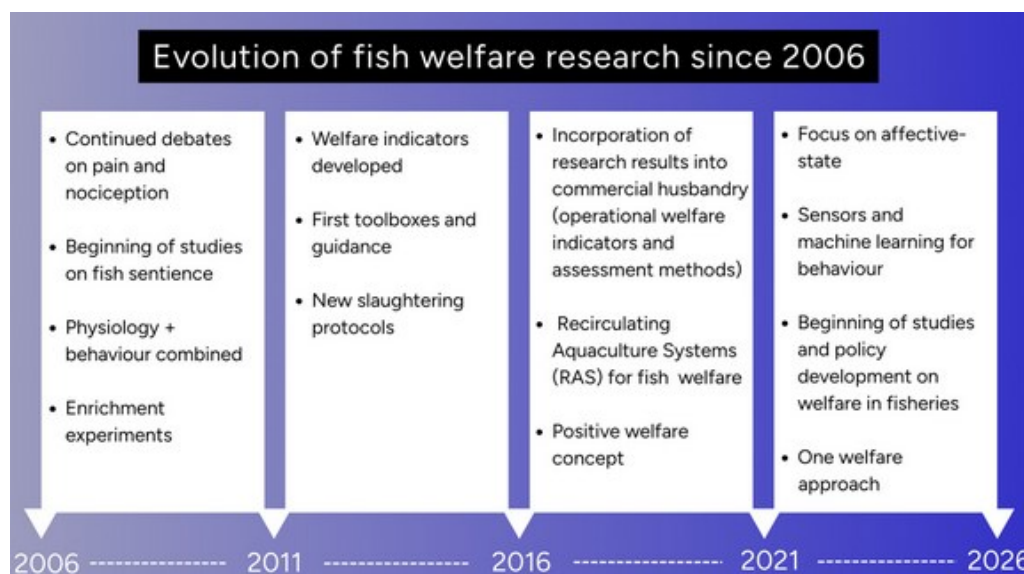 Evolution of fish welfare research since 2006
• Continued debates
on pain and
nociception
• Beginning of studies
on fish sentience
• Physiology +
behaviour combined
• Enrichment
experiments
• Welfare indicators
developed
• First toolboxes and
guidance
• New slaughtering
protocols
• Incorporation of
research results into
commercial husbandry
(operational welfare
indicators and
assessment methods)
• Recirculating
Aquaculture Systems
(RAS) for fish welfare
• Positive welfare
concept
• Focus on affective-
state
• Sensors and
machine learning for
behaviour
• Beginning of studies
and policy
development on
welfare in fisheries
• One welfare
approach
2006 ---------- 2011 ---------- 2016 ---------- 2021 ---------- 2026